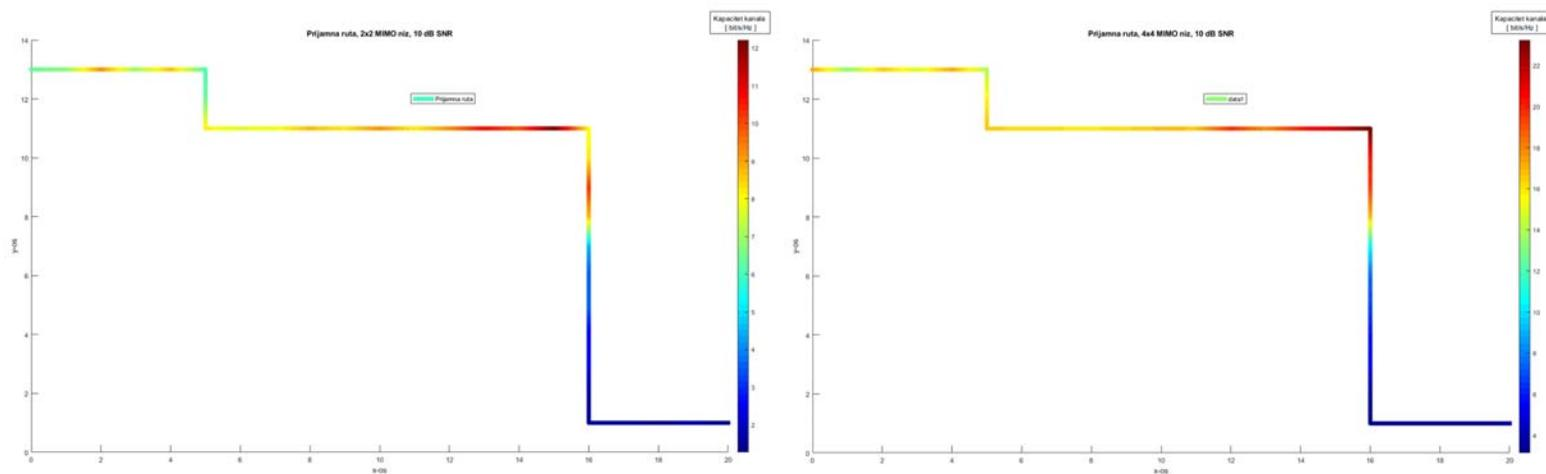 Prijamna ruta, 2x2 MIMO niz, 10 dB SNR
Kapacitet kanala
[ bit/s/Hz ]
Prijamna ruta
y-os
14
12
10
8
6
4
2
0
0 2 4 6 8 10 12 14 16 18 20
x-os
12
11
10
9
8
7
6
5
4
3
2
Prijamna ruta, 4x4 MIMO niz, 10 dB SNR
Kapacitet kanala
[ bit/s/Hz ]
data1
y-os
14
12
10
8
6
4
2
0
0 2 4 6 8 10 12 14 16 18 20
x-os
22
20
18
16
14
12
10
8
6
4